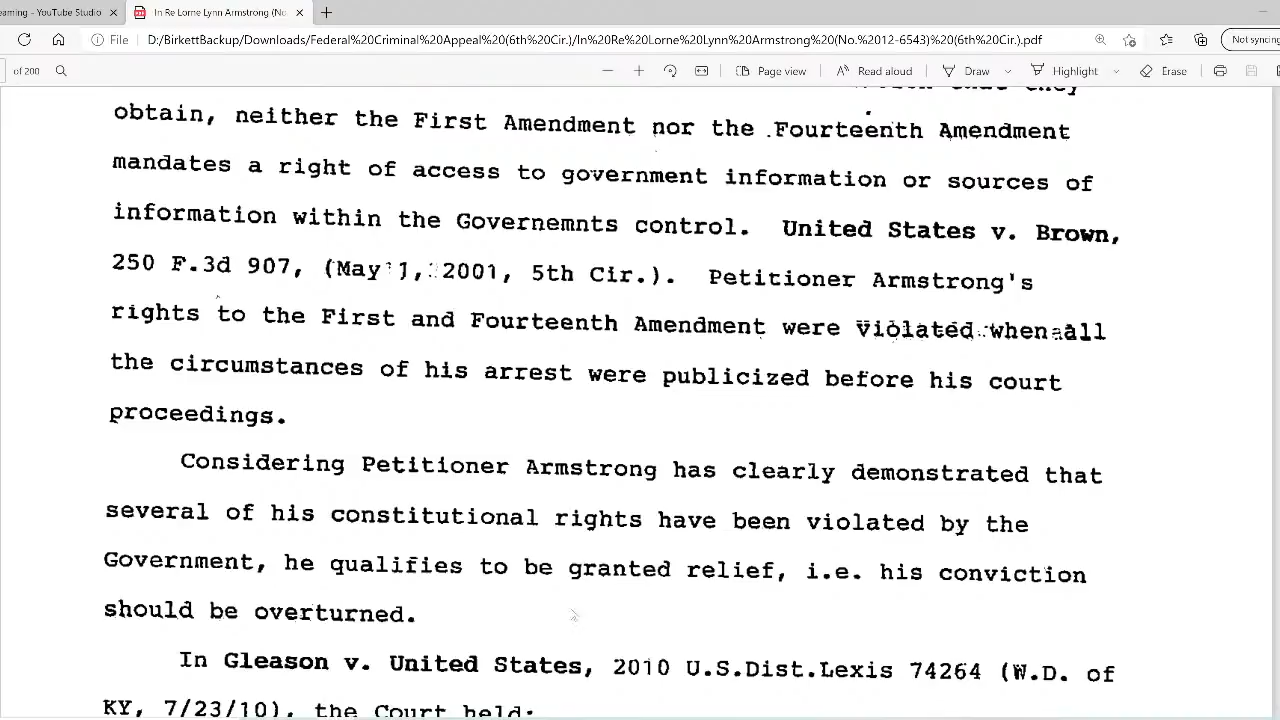 eaming - YouTube Studio
In Re Lorne Lynn Armstrong (No.
File
D:/BirkettBackup/Downloads/Federal%20Criminal%20Appeal%20(6th%20Cir.)/In%20Re%20Lorne%20Lynn%20Armstrong%20(No.%2012-6543)%20(6th%20Cir.).pdf
Not syncing
of 200
Page view
Read aloud
Draw
Highlight
Erase
they
obtain, neither the First Amendment nor the Fourteenth Amendment
mandates a right of access to government information or sources of
information within the Governemnts control. United States v. Brown,
250 F.3d 907, (May 1, 2001, 5th Cir.). Petitioner Armstrong's
rights to the First and Fourteenth Amendment were violated when all
the circumstances of his arrest were publicized before his court
proceedings.
Considering Petitioner Armstrong has clearly demonstrated that
several of his constitutional rights have been violated by the
Government, he qualifies to be granted relief, i.e. his conviction
should be overturned.
In Gleason v. United States, 2010 U.S.Dist.Lexis 74264 (W.D. of
KY, 7/23/10), the Court held: